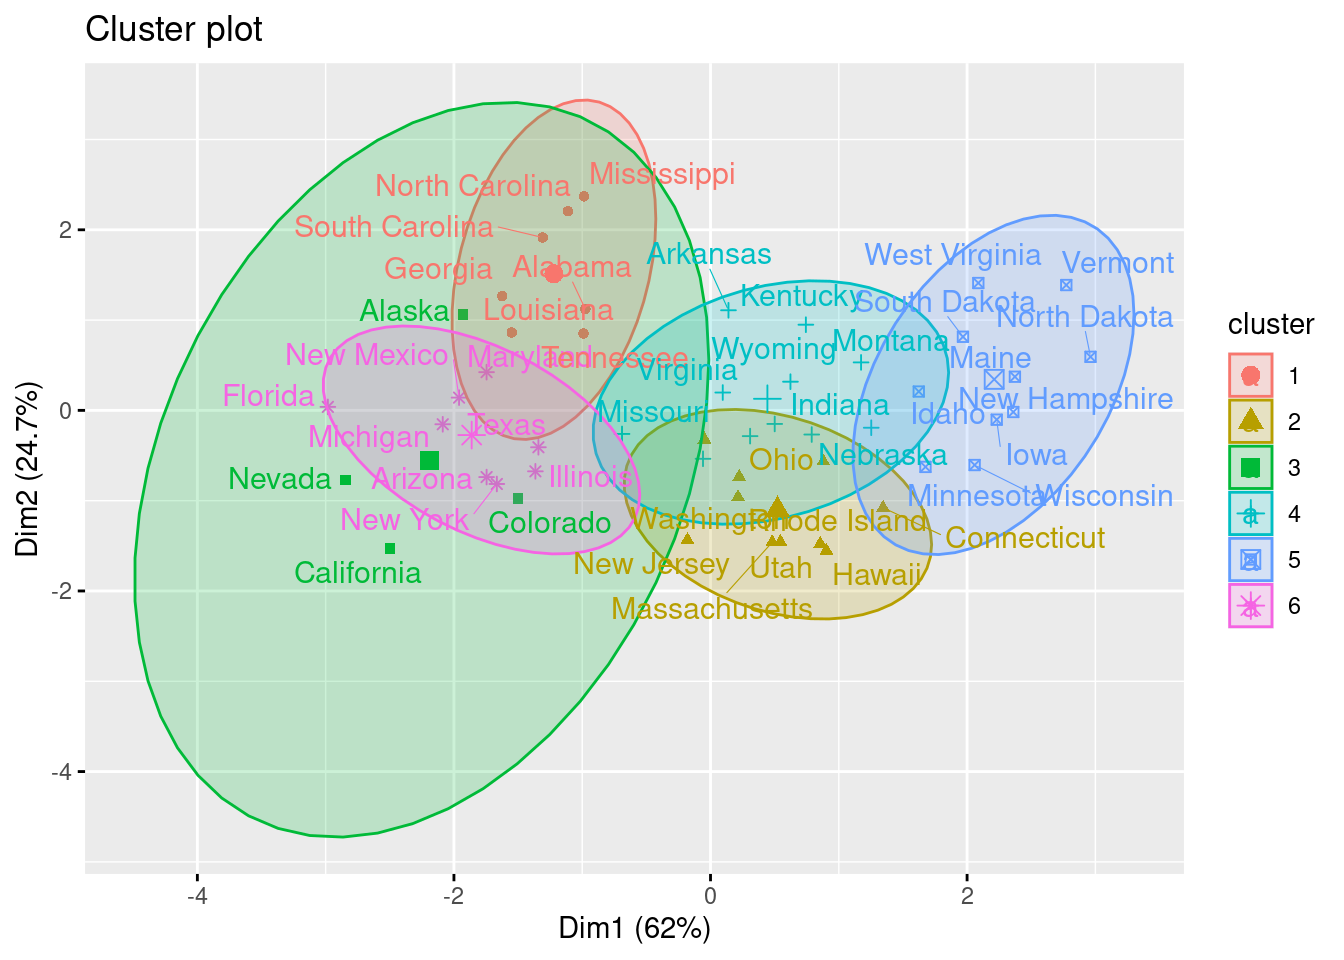 Cluster plot
Mississippi
North Carolina
South Carolina
Georgia
Alabama
Alaska
Louisiana
New Mexico
Maryland
Tennessee
Florida
Texas
Michigan
Nevada
Arizona
Illinois
New York
Colorado
California
Arkansas
Kentucky
Wyoming
Montana
Virginia
Missouri
Indiana
Nebraska
West Virginia
Vermont
South Dakota
North Dakota
Maine
New Hampshire
Idaho
Iowa
Minnesota
Wisconsin
Ohio
Washington
Rhode Island
Connecticut
New Jersey
Utah
Hawaii
Massachusetts
2
0
-2
-4
-4
-2
0
2
Dim1 (62%)
Dim2 (24.7%)
cluster
1
2
3
4
5
6